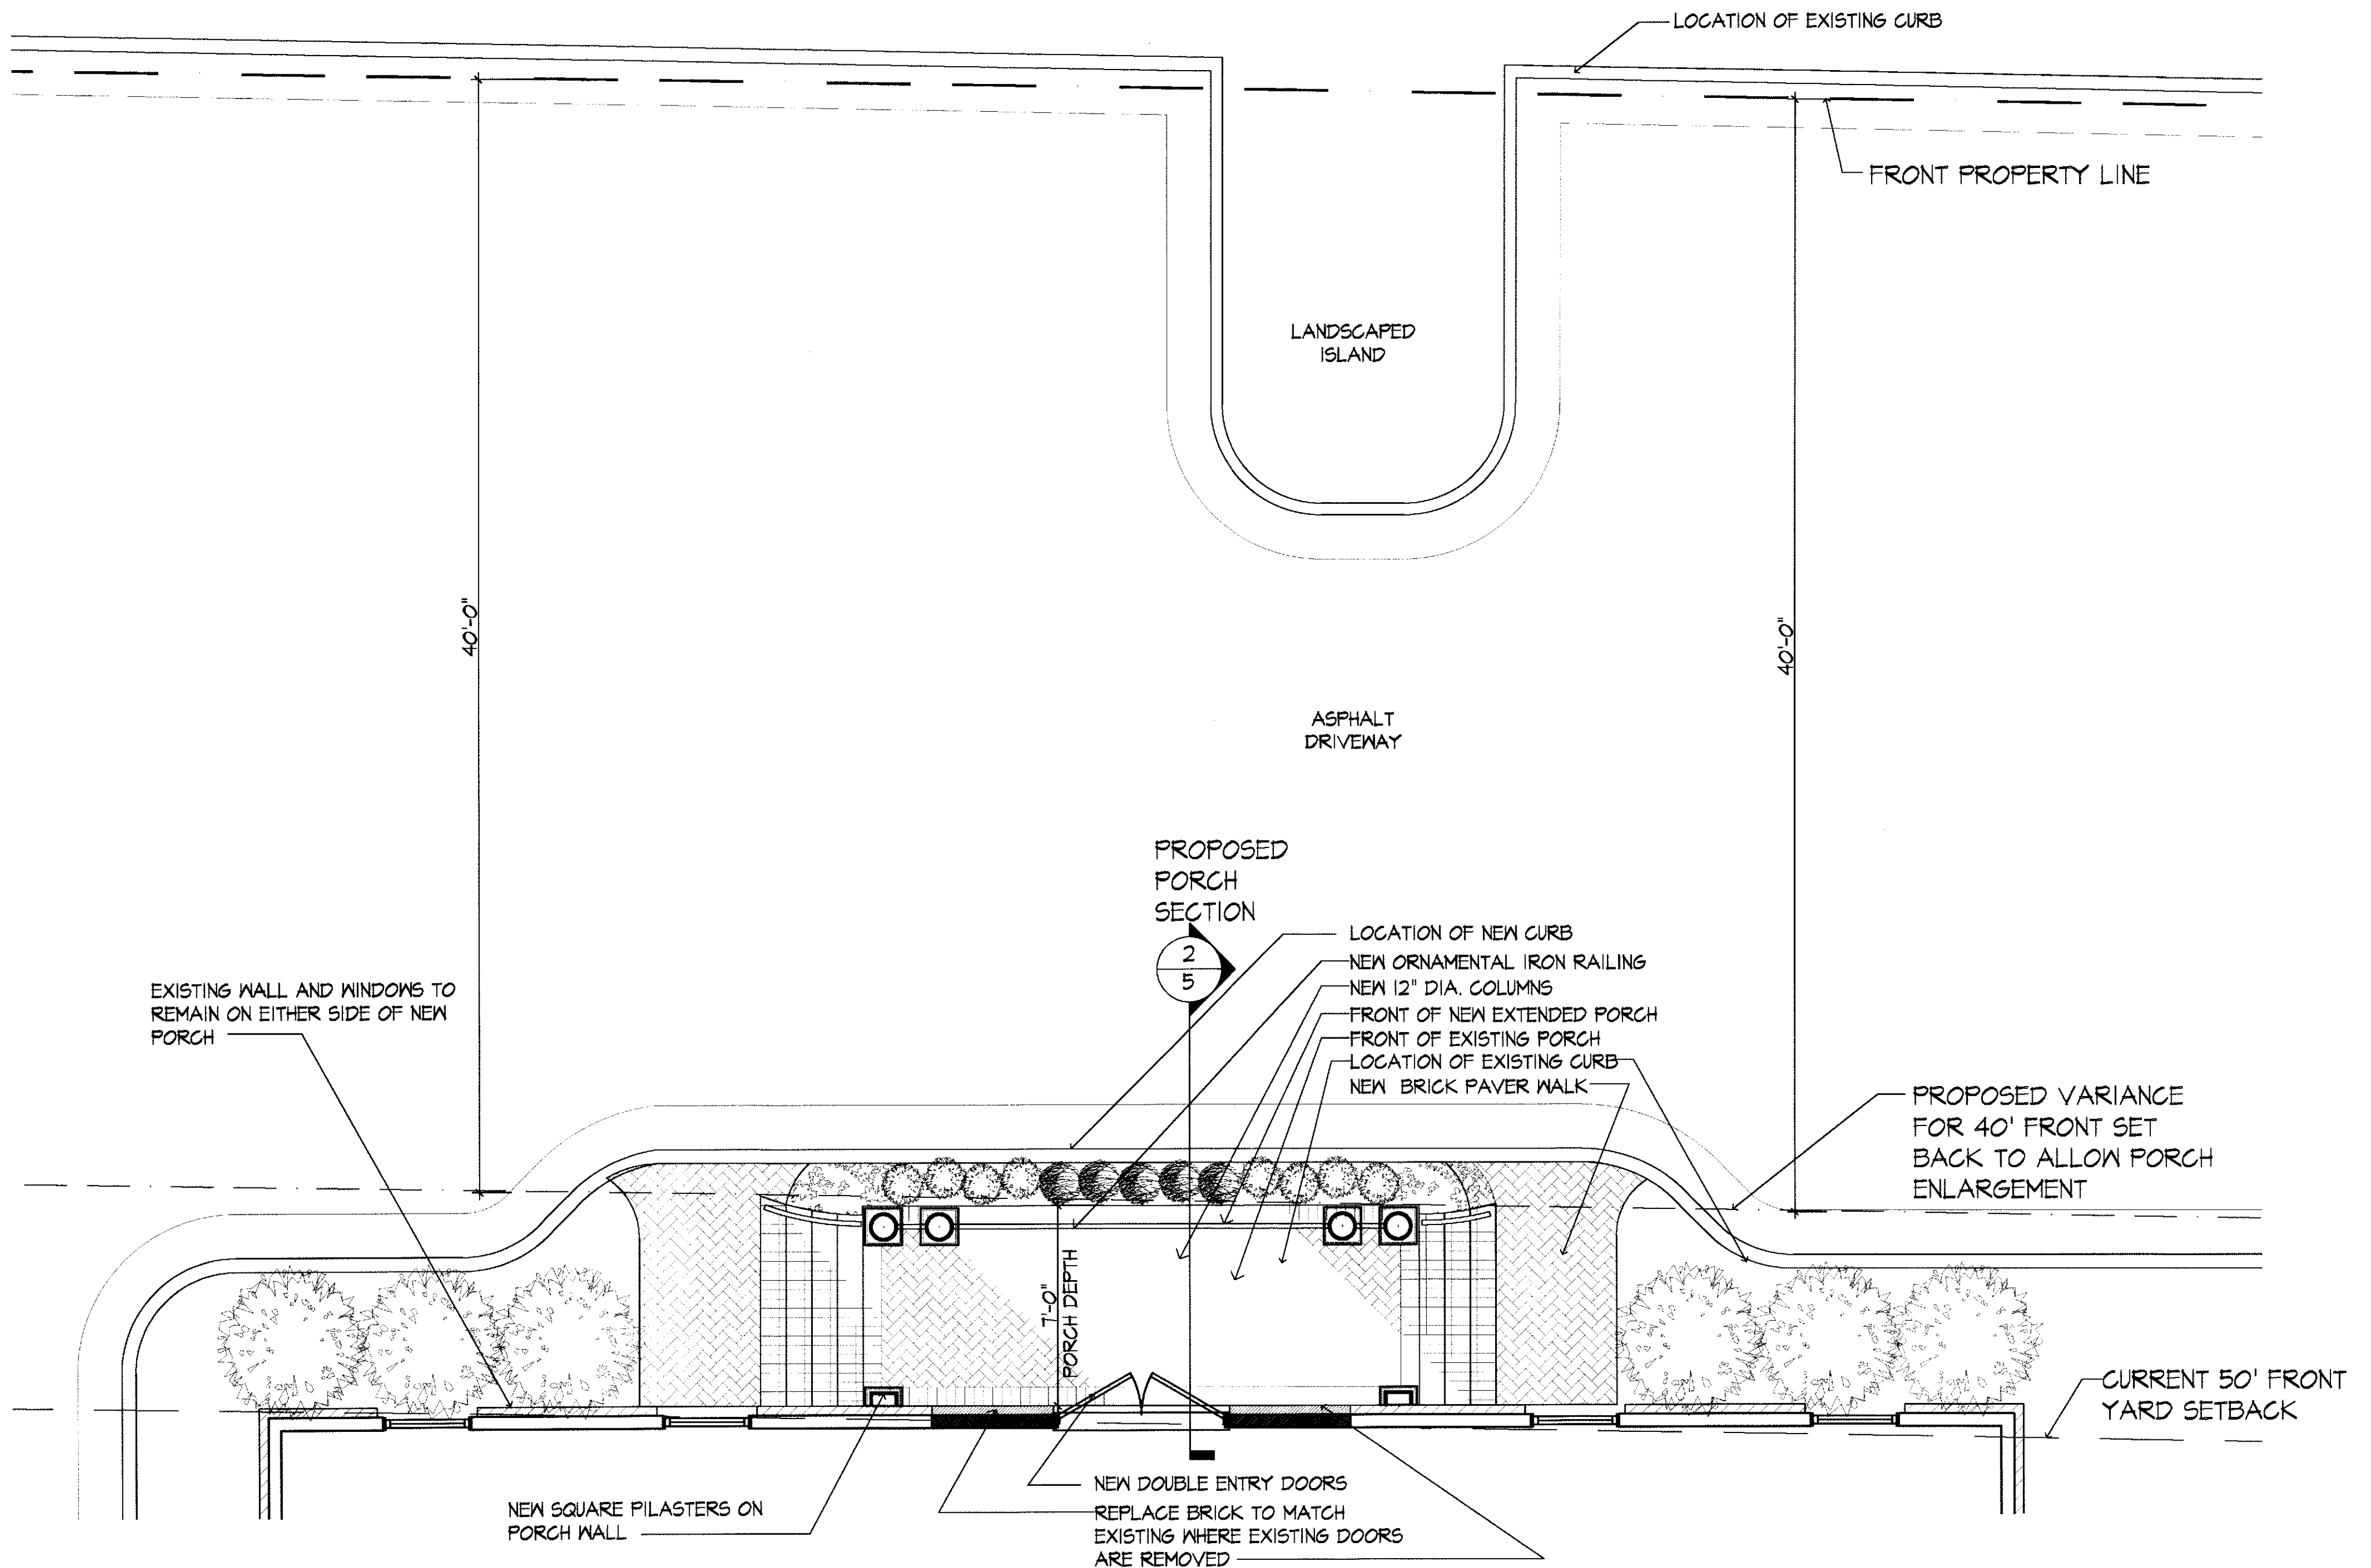 LOCATION OF EXISTING CURB
FRONT PROPERTY LINE
LANDSCAPED
ISLAND
40'-0"
40'-0"
ASPHALT
DRIVEWAY
PROPOSED
PORCH
SECTION
2
5
LOCATION OF NEW CURB
NEW ORNAMENTAL IRON RAILING
NEW 12" DIA. COLUMNS
FRONT OF NEW EXTENDED PORCH
FRONT OF EXISTING PORCH
LOCATION OF EXISTING CURB
NEW BRICK PAVER WALK
EXISTING WALL AND WINDOWS TO
REMAIN ON EITHER SIDE OF NEW
PORCH
PROPOSED VARIANCE
FOR 40' FRONT SET
BACK TO ALLOW PORCH
ENLARGEMENT
7'-0"
PORCH DEPTH
CURRENT 50' FRONT
YARD SETBACK
NEW DOUBLE ENTRY DOORS
REPLACE BRICK TO MATCH
EXISTING WHERE EXISTING DOORS
ARE REMOVED
NEW SQUARE PILASTERS ON
PORCH WALL